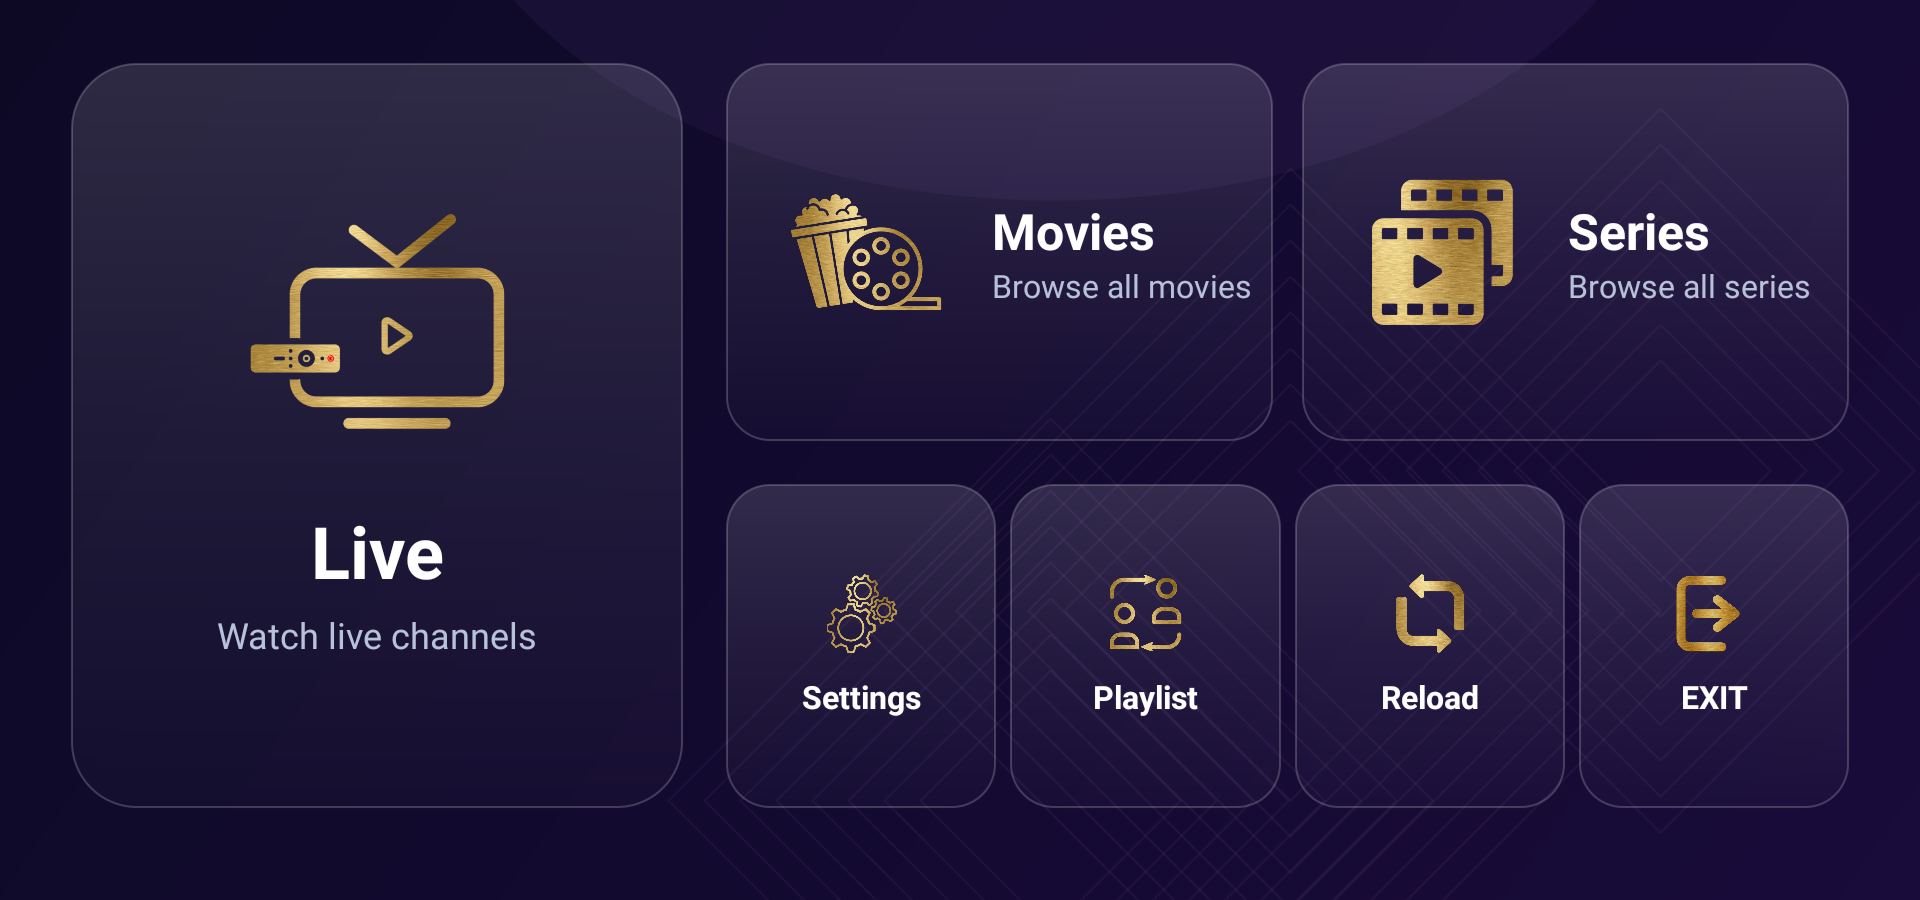 Live
Watch live channels
Movies
Browse all movies
Series
Browse all series
Settings
Playlist
Reload
EXIT